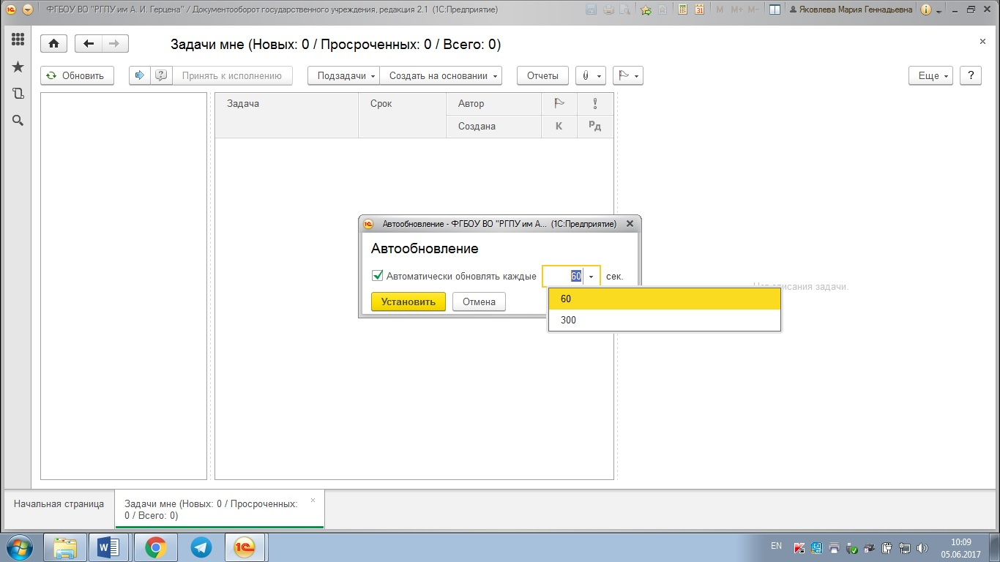 ФГБОУ ВО "РГПУ им А. И. Герцена" / Документооборот государственного учреждения, редакция 2.1 (1С:Предприятие)
M M+ M- Яковлева Мария Геннадьевна
Задачи мне (Новых: 0 / Просроченных: 0 / Всего: 0)
Обновить Принять к исполнению Подзадачи Создать на основании Отчеты Еще ?
Задача Срок Автор
Создана К Рд
Автообновление - ФГБОУ ВО "РГПУ им А... (1С:Предприятие)
Автообновление
Автоматически обновлять каждые 60 сек.
описания задачи.
Установить Отмена
60
300
Начальная страница
Задачи мне (Новых: 0 / Просроченных:
0 / Всего: 0)
EN
10:09
05.06.2017